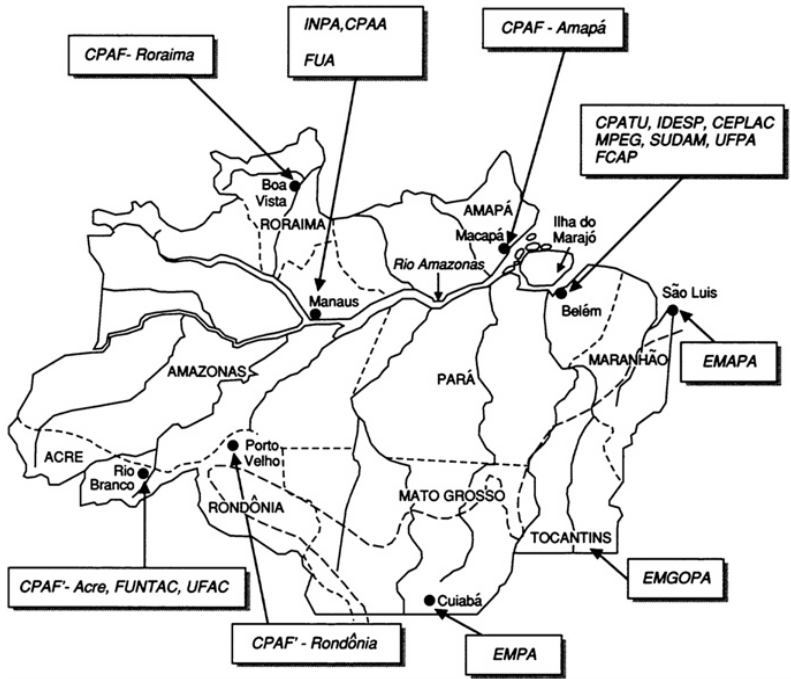 INPA,CPAA
FUA
CPAF - Amapá
CPAF- Roraima
CPATU, IDESP, CEPLAC
MPEG, SUDAM, UFPA
FCAP
Boa
Vista
RORAIMA
AMAPÁ
Macapá
Ilha do
Marajó
Rio Amazonas
Manaus
Belém
São Luis
EMAPA
MARANHÃO
AMAZONAS
PARÁ
ACRE
Rio
Branco
Porto
Velho
RONDÔNIA
MATO GROSSO
TOCANTINS
CPAF'- Acre, FUNTAC, UFAC
EMGOPA
Cuiabá
CPAF' - Rondônia
EMPA